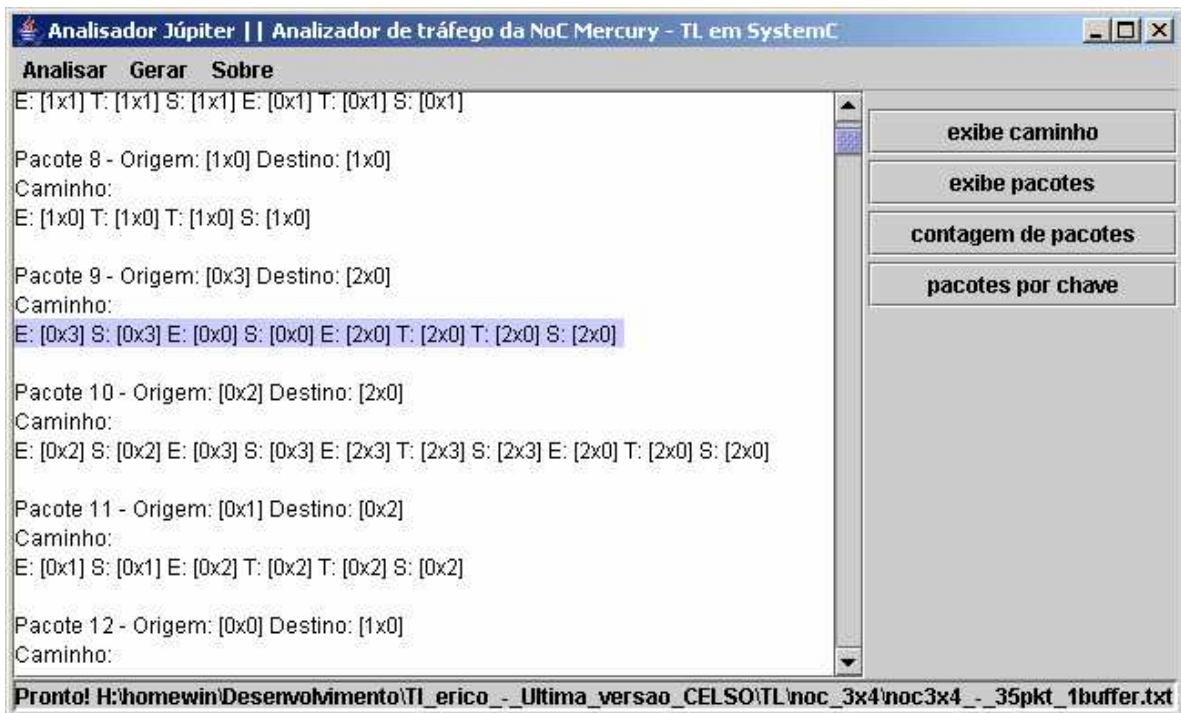 Analisador Júpiter || Analizador de tráfego da NoC Mercury - TL em SystemC
Analisar Gerar Sobre
E: [1x1] T: [1x1] S: [1x1] E: [0x1] T: [0x1] S: [0x1]
Pacote 8 - Origem: [1x0] Destino: [1x0]
Caminho:
E: [1x0] T: [1x0] T: [1x0] S: [1x0]
Pacote 9 - Origem: [0x3] Destino: [2x0]
Caminho:
E: [0x3] S: [0x3] E: [0x0] S: [0x0] E: [2x0] T: [2x0] T: [2x0] S: [2x0]
Pacote 10 - Origem: [0x2] Destino: [2x0]
Caminho:
E: [0x2] S: [0x2] E: [0x3] S: [0x3] E: [2x3] T: [2x3] S: [2x3] E: [2x0] T: [2x0] S: [2x0]
Pacote 11 - Origem: [0x1] Destino: [0x2]
Caminho:
E: [0x1] S: [0x1] E: [0x2] T: [0x2] T: [0x2] S: [0x2]
Pacote 12 - Origem: [0x0] Destino: [1x0]
Caminho:
exibe caminho
exibe pacotes
contagem de pacotes
pacotes por chave
Pronto! H:\homewin\Desenvolvimento\TI_erico_-_Ultima_versao_CELSO\TL\noc_3x4\noc3x4_-_35pkt_1buffer.txt